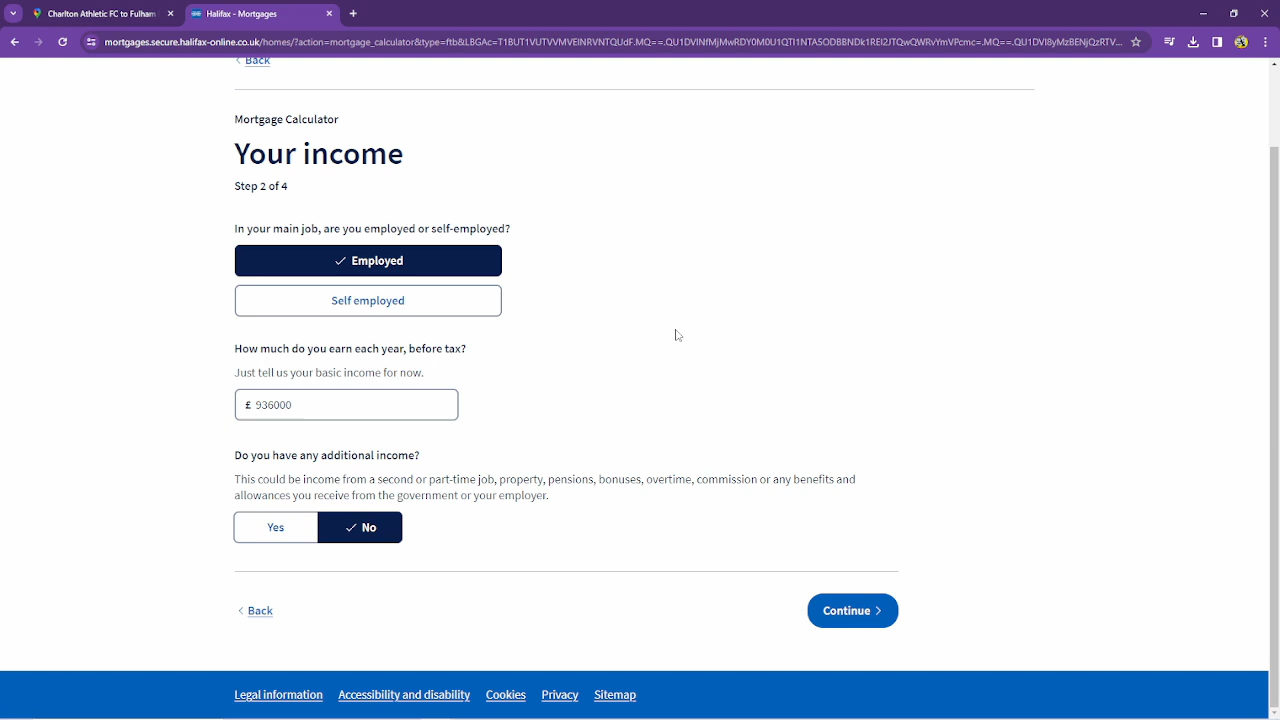 Charlton Athletic FC to Fulham
Halifax - Mortgages
mortgages.secure.halifax-online.co.uk/homes/?action=mortgage_calculator&type=ftb&LBGAc=
Back
Mortgage Calculator
Your income
Step 2 of 4
In your main job, are you employed or self-employed?
Employed
Self employed
How much do you earn each year, before tax?
Just tell us your basic income for now.
£ 936000
Do you have any additional income?
This could be income from a second or part-time job, property, pensions, bonuses, overtime, commission or any benefits and
allowances you receive from the government or your employer.
Yes No
Back Continue
Legal information Accessibility and disability Cookies Privacy Sitemap